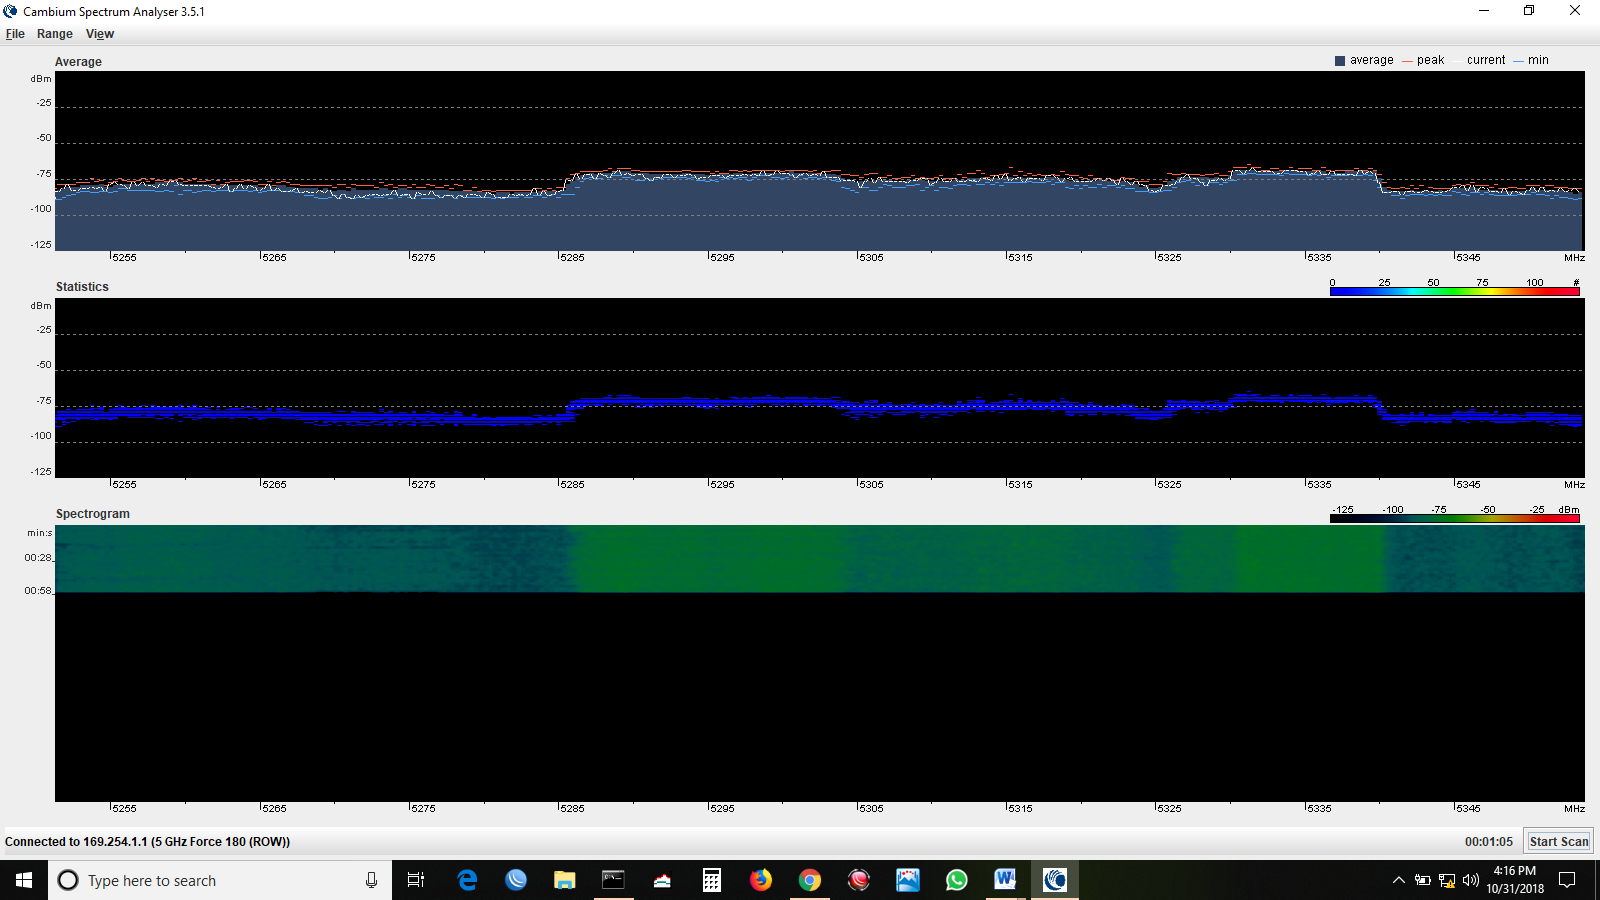 Cambium Spectrum Analyser 3.5.1
File Range View
Average
average peak current min
dBm
-25
-50
-75
-100
-125
5255 5265 5275 5285 5295 5305 5315 5325 5335 5345 MHz
Statistics
0 25 50 75 100 #
dBm
-25
-50
-75
-100
-125
5255 5265 5275 5285 5295 5305 5315 5325 5335 5345 MHz
Spectrogram
-125 -100 -75 -50 -25 dBm
min:s
00:28
00:58
5255 5265 5275 5285 5295 5305 5315 5325 5335 5345 MHz
Connected to 169.254.1.1 (5 GHz Force 180 (ROW))
00:01:05 Start Scan
Type here to search
4:16 PM
10/31/2018